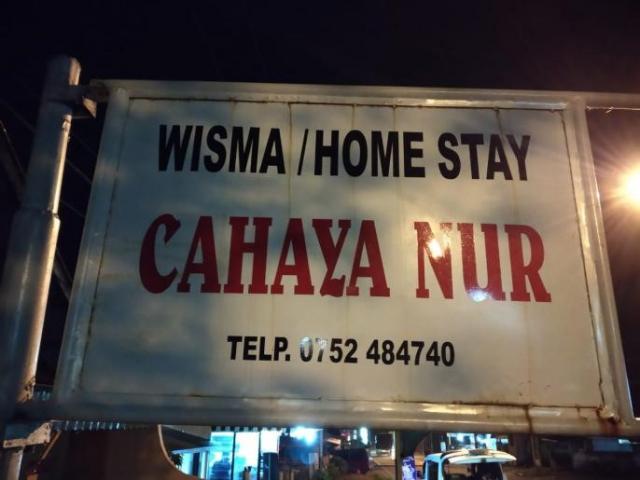 WISMA / HOME STAY
CAHAYA NUR
TELP. 0752 484740